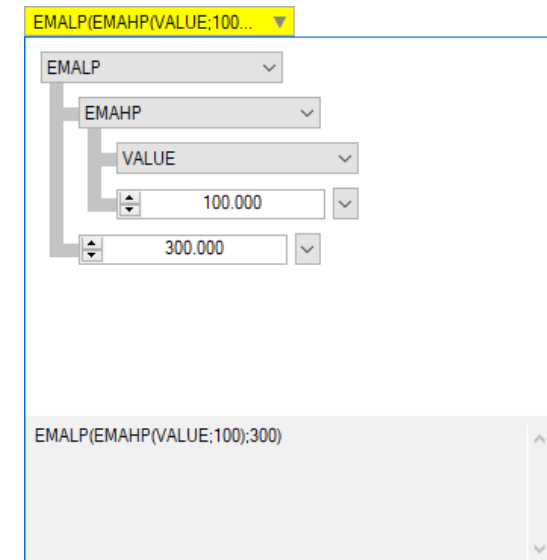 EMALP(EMAHP(VALUE;100...
EMALP
EMAHP
VALUE
100.000
300.000
EMALP(EMAHP(VALUE;100);300)